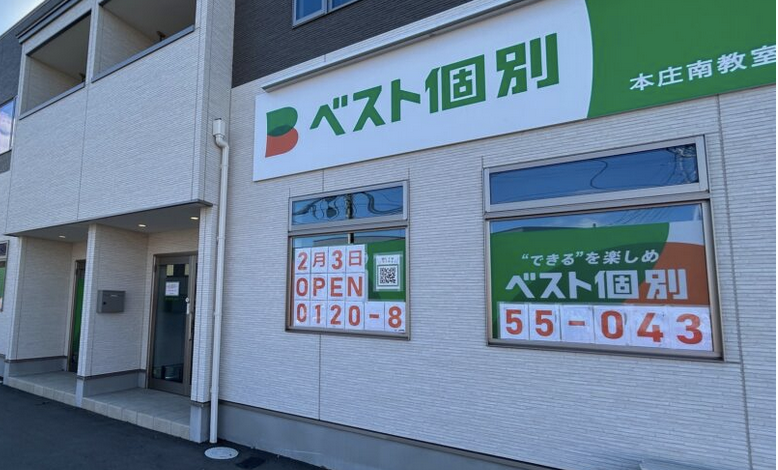 ベスト個別
本庄南教室
2月3日
OPEN
0120-8
"できる"を楽しめ
ベスト個別
55-043